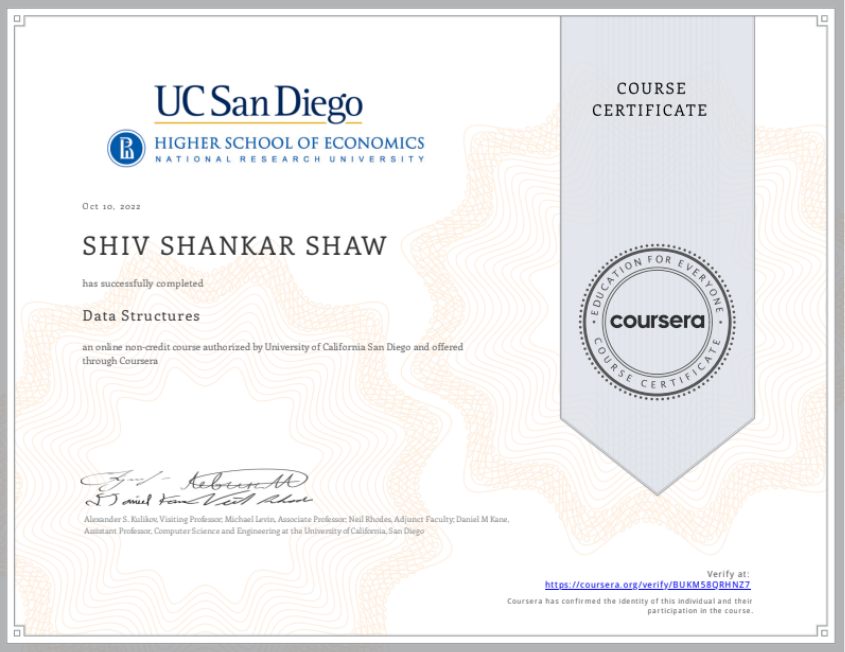 UC San Diego
HIGHER SCHOOL OF ECONOMICS
NATIONAL RESEARCH UNIVERSITY
COURSE
CERTIFICATE
Oct 10, 2022
SHIV SHANKAR SHAW
has successfully completed
Data Structures
an online non-credit course authorized by University of California San Diego and offered
through Coursera
EDUCATION FOR EVERYONE
coursera
COURSE CERTIFICATE
Alexander S. Kulikov, Visiting Professor; Michael Levin, Associate Professor; Neil Rhodes, Adjunct Faculty; Daniel M Kane,
Assistant Professor, Computer Science and Engineering at the University of California, San Diego
Verify at:
https://coursera.org/verify/BUKM58QRHNZ7
Coursera has confirmed the identity of this individual and their
participation in the course.